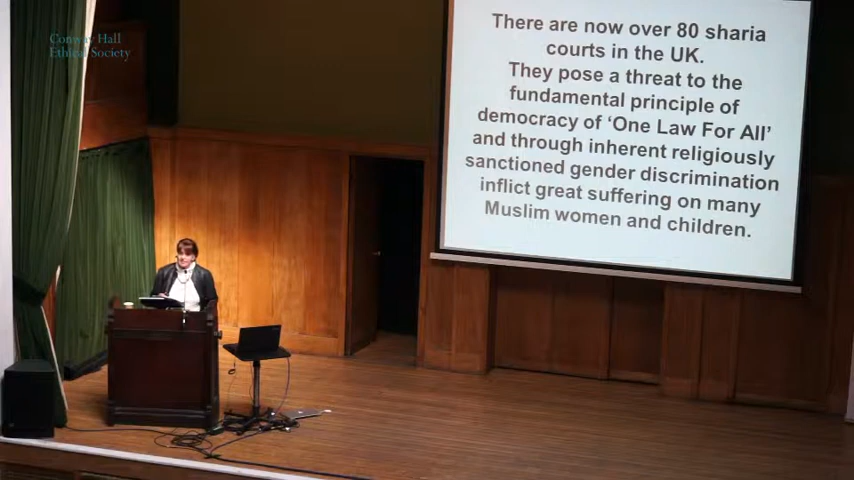 Conway Hall
Ethical Society
There are now over 80 sharia
courts in the UK.
They pose a threat to the
fundamental principle of
democracy of ‘One Law For All’
and through inherent religiously
sanctioned gender discrimination
inflict great suffering on many
Muslim women and children.